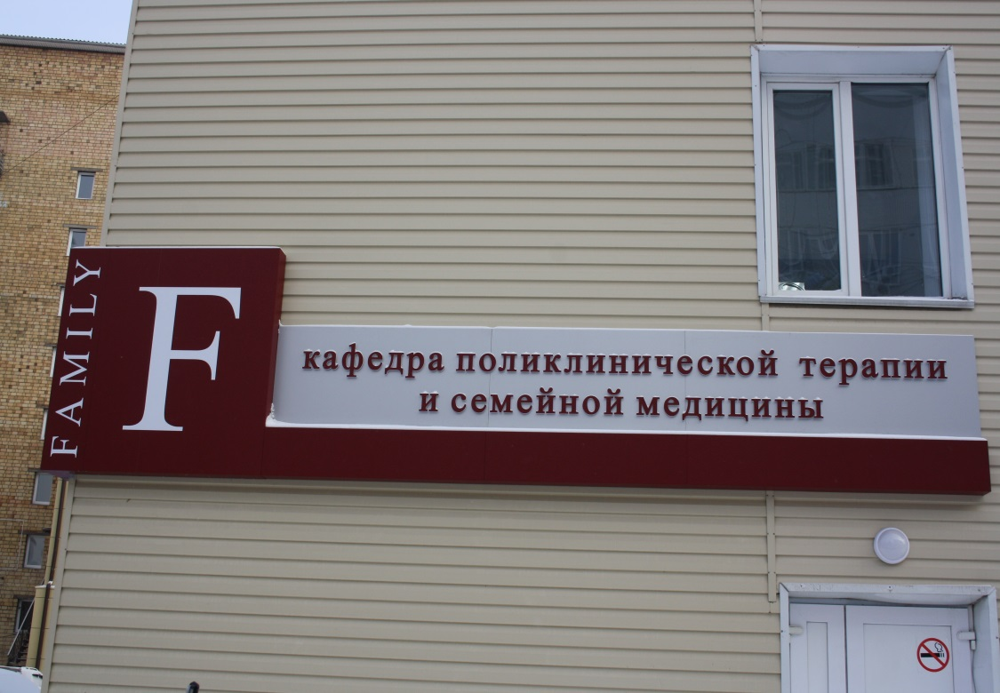 FAMILY
F
кафедра поликлинической терапии
и семейной медицины